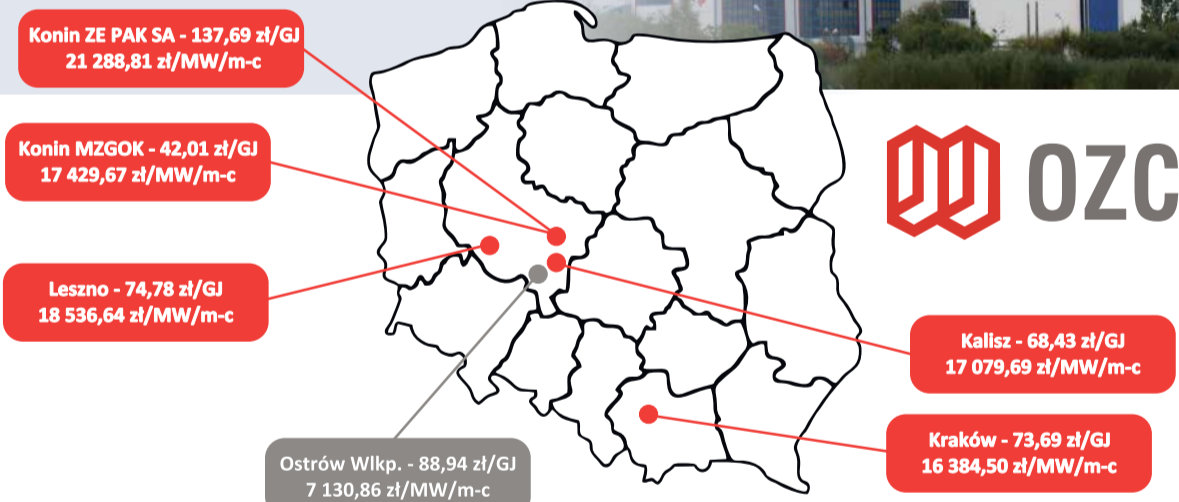 Konin ZE PAK SA - 137,69 zł/GJ
21 288,81 zł/MW/m-c
Konin MZGOK - 42,01 zł/GJ
17 429,67 zł/MW/m-c
OZC
Leszno - 74,78 zł/GJ
18 536,64 zł/MW/m-c
Kalisz - 68,43 zł/GJ
17 079,69 zł/MW/m-c
Kraków - 73,69 zł/GJ
16 384,50 zł/MW/m-c
Ostrów Wlkp. - 88,94 zł/GJ
7 130,86 zł/MW/m-c